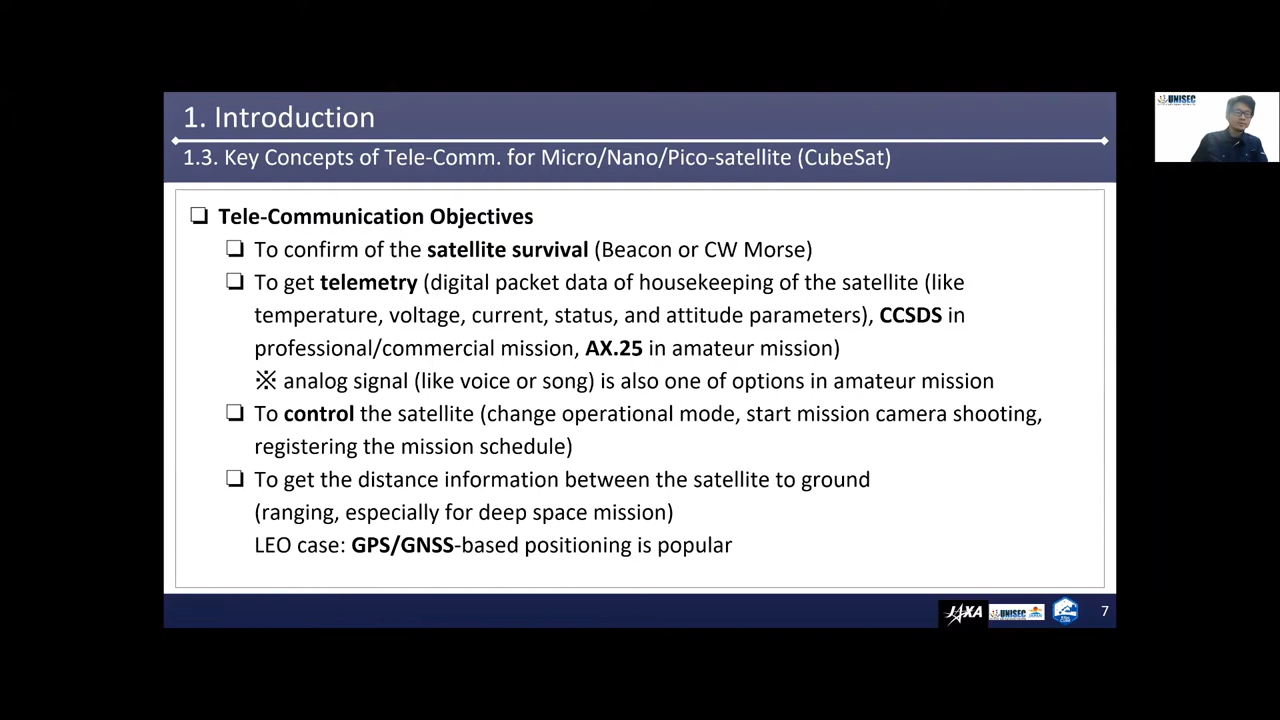 1. Introduction
1.3. Key Concepts of Tele-Comm. for Micro/Nano/Pico-satellite (CubeSat)
❑ Tele-Communication Objectives
❑ To confirm of the satellite survival (Beacon or CW Morse)
❑ To get telemetry (digital packet data of housekeeping of the satellite (like
temperature, voltage, current, status, and attitude parameters), CCSDS in
professional/commercial mission, AX.25 in amateur mission)
※ analog signal (like voice or song) is also one of options in amateur mission
❑ To control the satellite (change operational mode, start mission camera shooting,
registering the mission schedule)
❑ To get the distance information between the satellite to ground
(ranging, especially for deep space mission)
LEO case: GPS/GNSS-based positioning is popular
JAXA
UNISEC
7
UNISEC